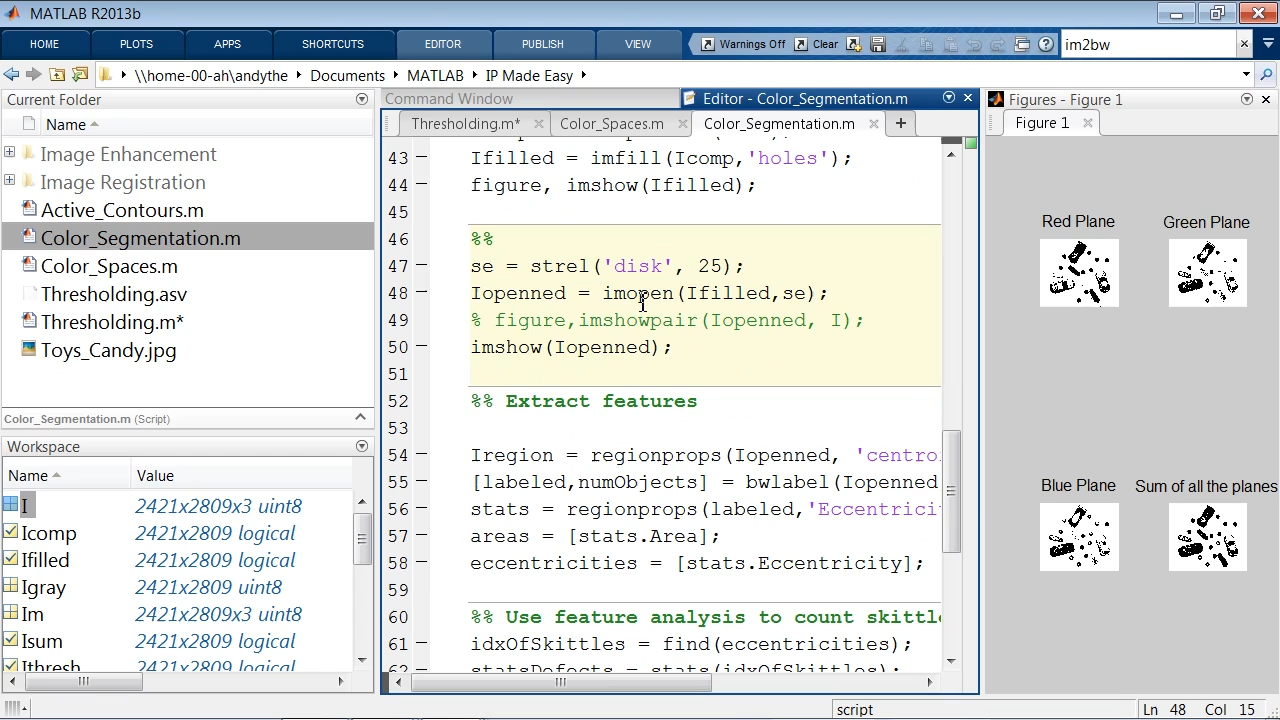 MATLAB R2013b
HOME PLOTS APPS SHORTCUTS EDITOR PUBLISH VIEW Warnings Off Clear im2bw
\\home-00-ah\andythe Documents MATLAB IP Made Easy
Current Folder
Name
Image Enhancement
Image Registration
Active_Contours.m
Color_Segmentation.m
Color_Spaces.m
Thresholding.asv
Thresholding.m*
Toys_Candy.jpg
Color_Segmentation.m (Script)
Workspace
Name Value
I 2421x2809x3 uint8
Icomp 2421x2809 logical
Ifilled 2421x2809 logical
Igray 2421x2809 uint8
Im 2421x2809x3 uint8
Isum 2421x2809 logical
Ithresh 2421x2809 logical
Command Window
Editor - Color_Segmentation.m
Thresholding.m* Color_Spaces.m Color_Segmentation.m
43 Ifilled = imfill(Icomp,'holes');
44 figure, imshow(Ifilled);
45
46 %%
47 se = strel('disk', 25);
48 Iopenned = imopen(Ifilled,se);
49 % figure,imshowpair(Iopenned, I);
50 imshow(Iopenned);
51
52 %% Extract features
53
54 Iregion = regionprops(Iopenned, 'centro
55 [labeled,numObjects] = bwlabel(Iopenned
56 stats = regionprops(labeled,'Eccentrici
57 areas = [stats.Area];
58 eccentricities = [stats.Eccentricity];
59
60 %% Use feature analysis to count skittle
61 idxOfSkittles = find(eccentricities);
62 statsDefects = stats(idxOfSkittles);
Figures - Figure 1
Figure 1
Red Plane
Green Plane
Blue Plane
Sum of all the planes
script
Ln 48 Col 15